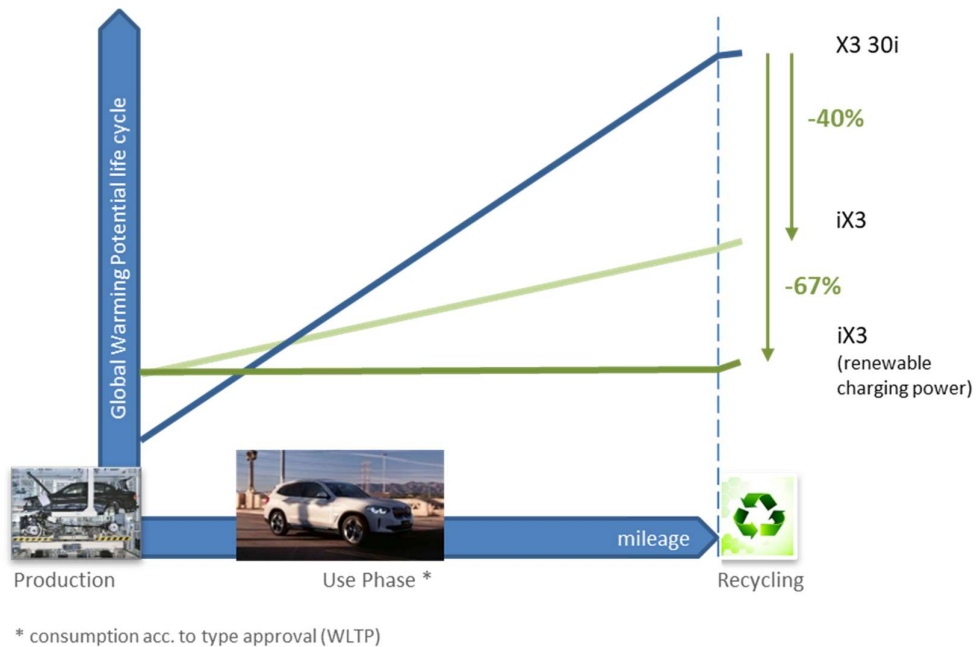 Global Warming Potential life cycle
X3 30i
-40%
iX3
-67%
iX3
(renewable
charging power)
mileage
Production
Use Phase *
Recycling
* consumption acc. to type approval (WLTP)